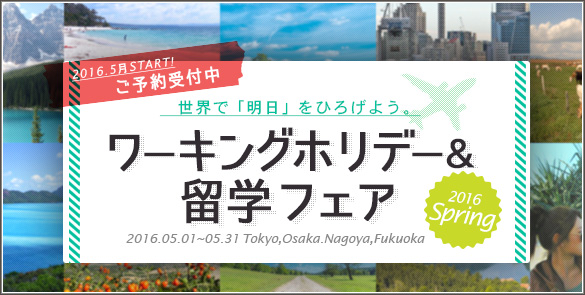 2016.5月START!
ご予約受付中
世界で「明日」をひろげよう。
ワーキングホリデー&
留学フェア
2016
Spring
2016.05.01~05.31 Tokyo,Osaka.Nagoya,Fukuoka